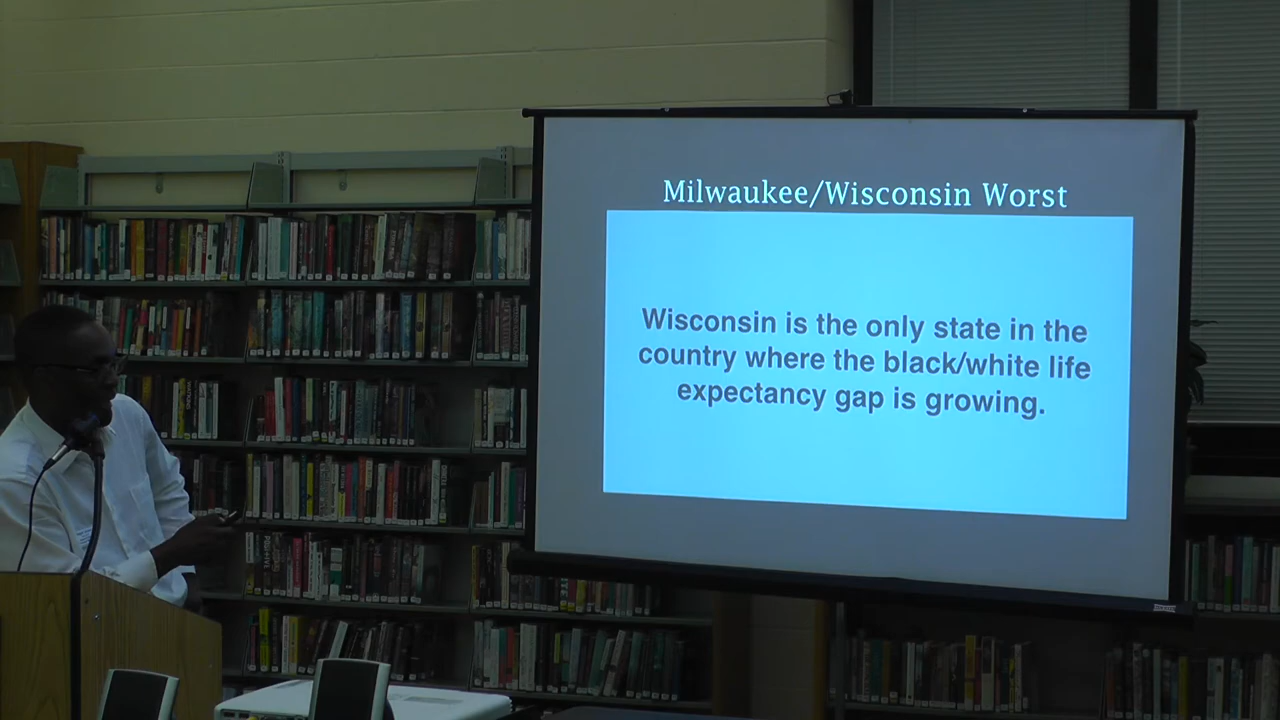 Milwaukee/Wisconsin Worst
Wisconsin is the only state in the
country where the black/white life
expectancy gap is growing.